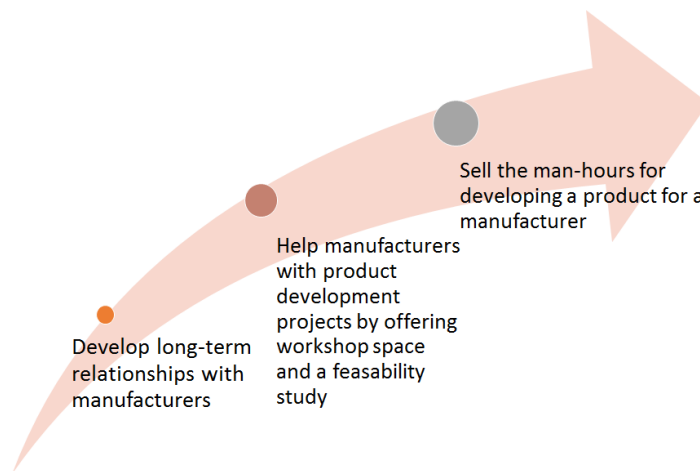 Develop long-term
relationships with
manufacturers
Help manufacturers
with product
development
projects by offering
workshop space
and a feasability
study
Sell the man-hours for
developing a product for a
manufacturer